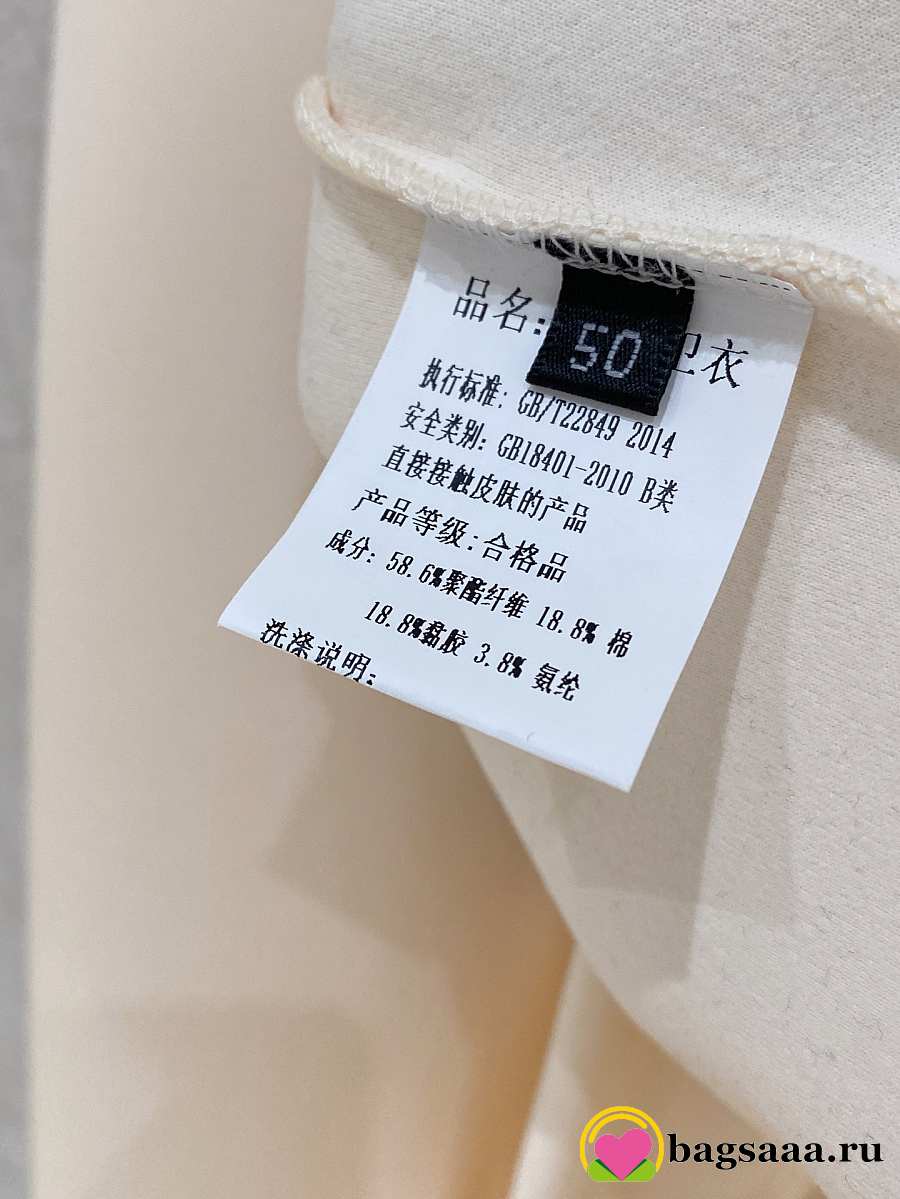 品名:
50
卫衣
执行标准: GB/T22849 2014
安全类别: GB18401-2010 B类
直接接触皮肤的产品
产品等级:合格品
成分: 58.6%聚酯纤维 18.8% 棉
18.8%黏胶 3.8% 氨纶
洗涤说明:
bagsaaa.ru